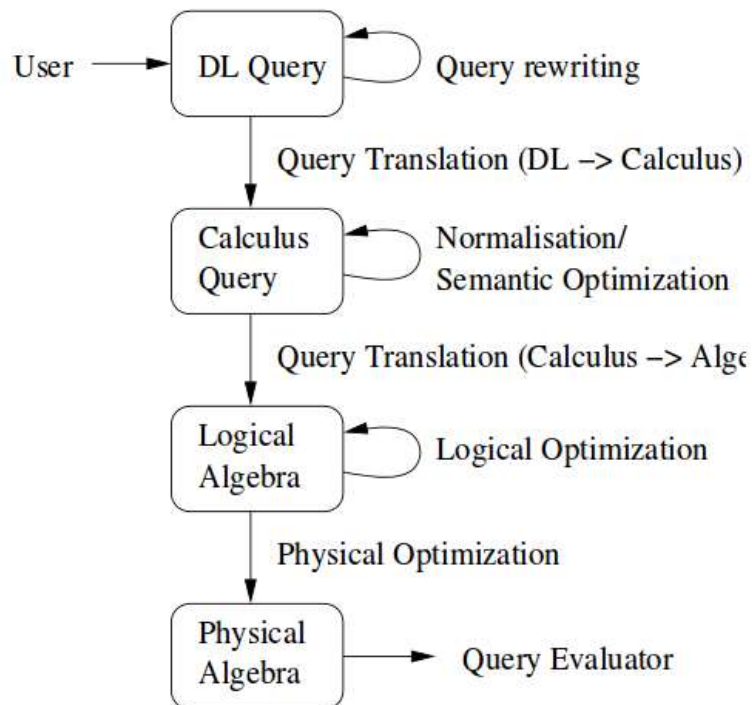 User
DL Query
Query rewriting
Query Translation (DL –> Calculus)
Calculus
Query
Normalisation/
Semantic Optimization
Query Translation (Calculus –> Alge
Logical
Algebra
Logical Optimization
Physical Optimization
Physical
Algebra
Query Evaluator